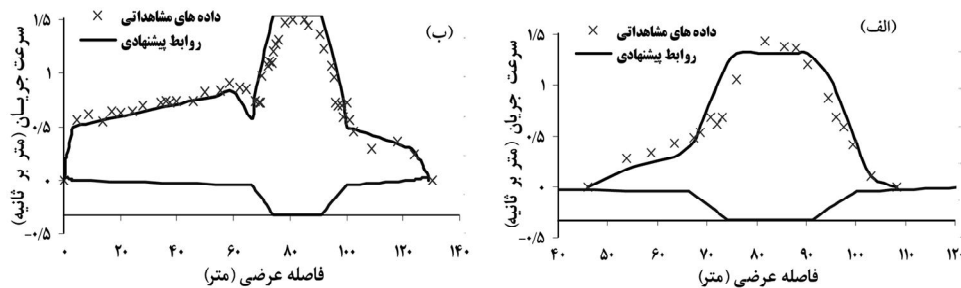 (الف)
× داده های مشاهداتی
روابط پیشنهادی
سرعت جریان (متر بر ثانیه)
۱/۵
۱
۰/۵
۰
-۰/۵
۴۰ ۵۰ ۶۰ ۷۰ ۸۰ ۹۰ ۱۰۰ ۱۱۰ ۱۲۰
فاصله عرضی (متر)
(ب)
× داده های مشاهداتی
روابط پیشنهادی
سرعت جریان (متر بر ثانیه)
۱/۵
۱
۰/۵
۰
-۰/۵
۰ ۲۰ ۴۰ ۶۰ ۸۰ ۱۰۰ ۱۲۰ ۱۴۰
فاصله عرضی (متر)